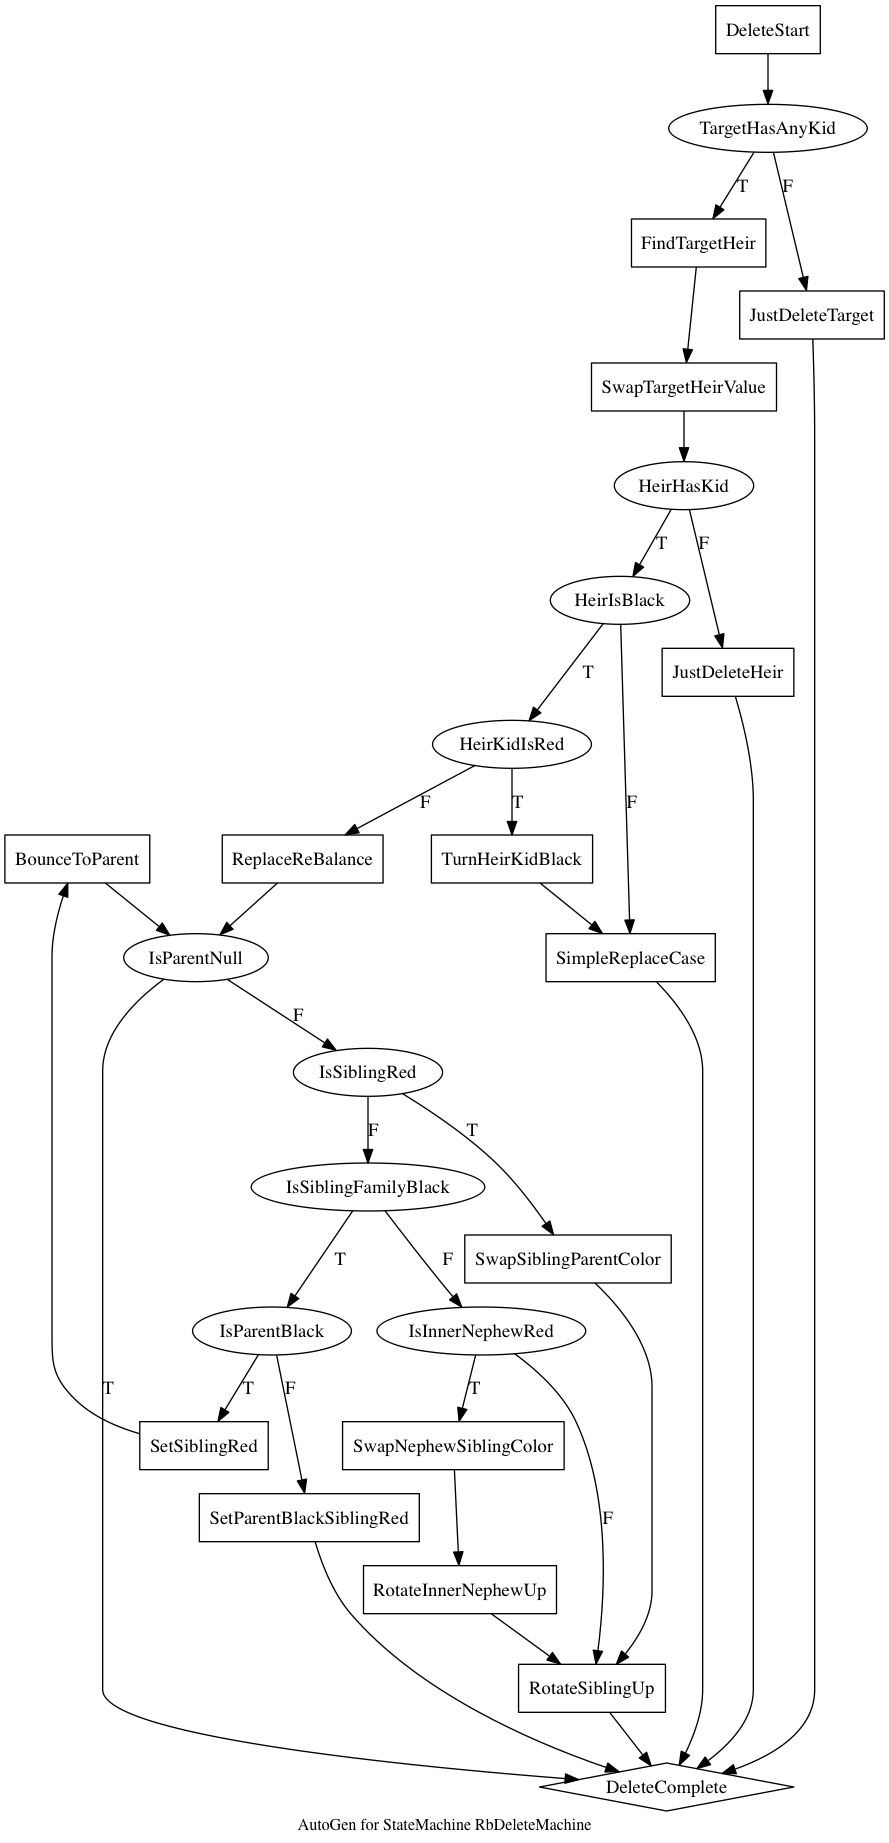 DeleteStart
TargetHasAnyKid
T
F
FindTargetHeir
JustDeleteTarget
SwapTargetHeirValue
HeirHasKid
T
F
HeirIsBlack
T
JustDeleteHeir
HeirKidIsRed
F
T
F
BounceToParent
ReplaceReBalance
TurnHeirKidBlack
IsParentNull
SimpleReplaceCase
F
IsSiblingRed
F
T
IsSiblingFamilyBlack
T
F
SwapSiblingParentColor
IsParentBlack
IsInnerNephewRed
T
T
F
T
SetSiblingRed
SwapNephewSiblingColor
SetParentBlackSiblingRed
F
RotateInnerNephewUp
RotateSiblingUp
DeleteComplete
AutoGen for StateMachine RbDeleteMachine